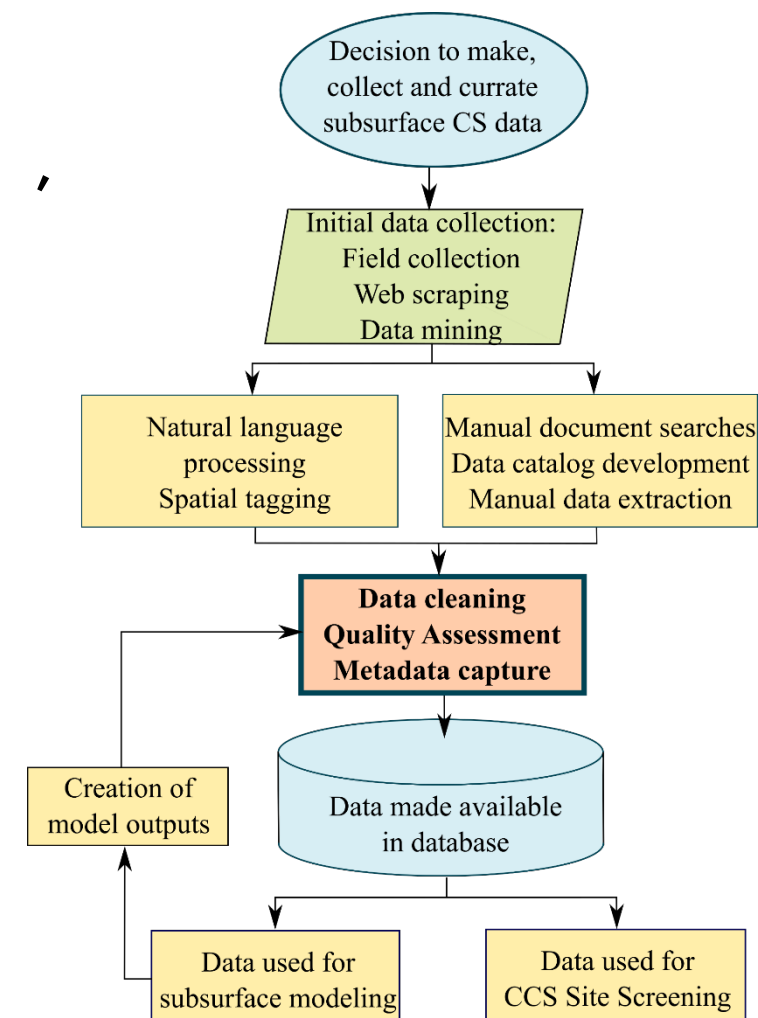 Decision to make,
collect and currate
subsurface CS data
,
Initial data collection:
Field collection
Web scraping
Data mining
Natural language
processing
Spatial tagging
Manual document searches
Data catalog development
Manual data extraction
Data cleaning
Quality Assessment
Metadata capture
Creation of
model outputs
Data made available
in database
Data used for
subsurface modeling
Data used for
CCS Site Screening